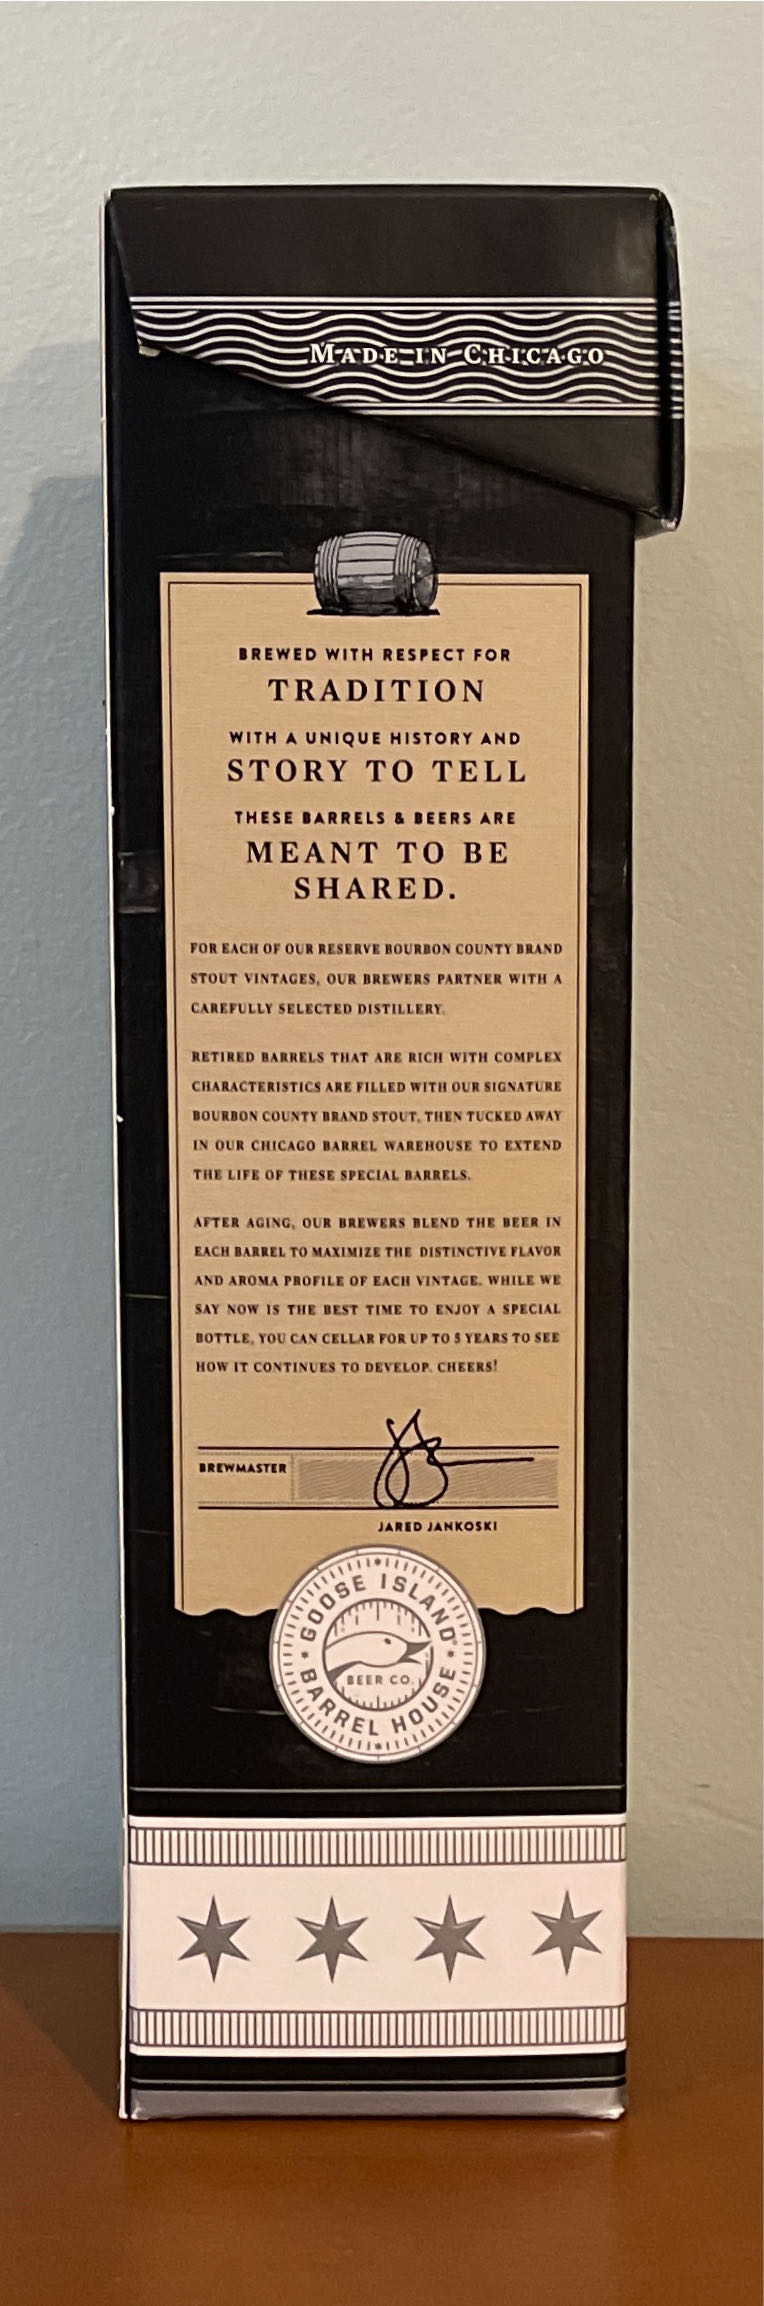 MADE IN CHICAGO
BREWED WITH RESPECT FOR
TRADITION
WITH A UNIQUE HISTORY AND
STORY TO TELL
THESE BARRELS & BEERS ARE
MEANT TO BE
SHARED.
FOR EACH OF OUR RESERVE BOURBON COUNTY BRAND
STOUT VINTAGES, OUR BREWERS PARTNER WITH A
CAREFULLY SELECTED DISTILLERY.
RETIRED BARRELS THAT ARE RICH WITH COMPLEX
CHARACTERISTICS ARE FILLED WITH OUR SIGNATURE
BOURBON COUNTY BRAND STOUT, THEN TUCKED AWAY
IN OUR CHICAGO BARREL WAREHOUSE TO EXTEND
THE LIFE OF THESE SPECIAL BARRELS.
AFTER AGING, OUR BREWERS BLEND THE BEER IN
EACH BARREL TO MAXIMIZE THE DISTINCTIVE FLAVOR
AND AROMA PROFILE OF EACH VINTAGE. WHILE WE
SAY NOW IS THE BEST TIME TO ENJOY A SPECIAL
BOTTLE, YOU CAN CELLAR FOR UP TO 5 YEARS TO SEE
HOW IT CONTINUES TO DEVELOP. CHEERS!
BREWMASTER
JARED JANKOSKI
GOOSE ISLAND®
BEER CO.
BARREL HOUSE